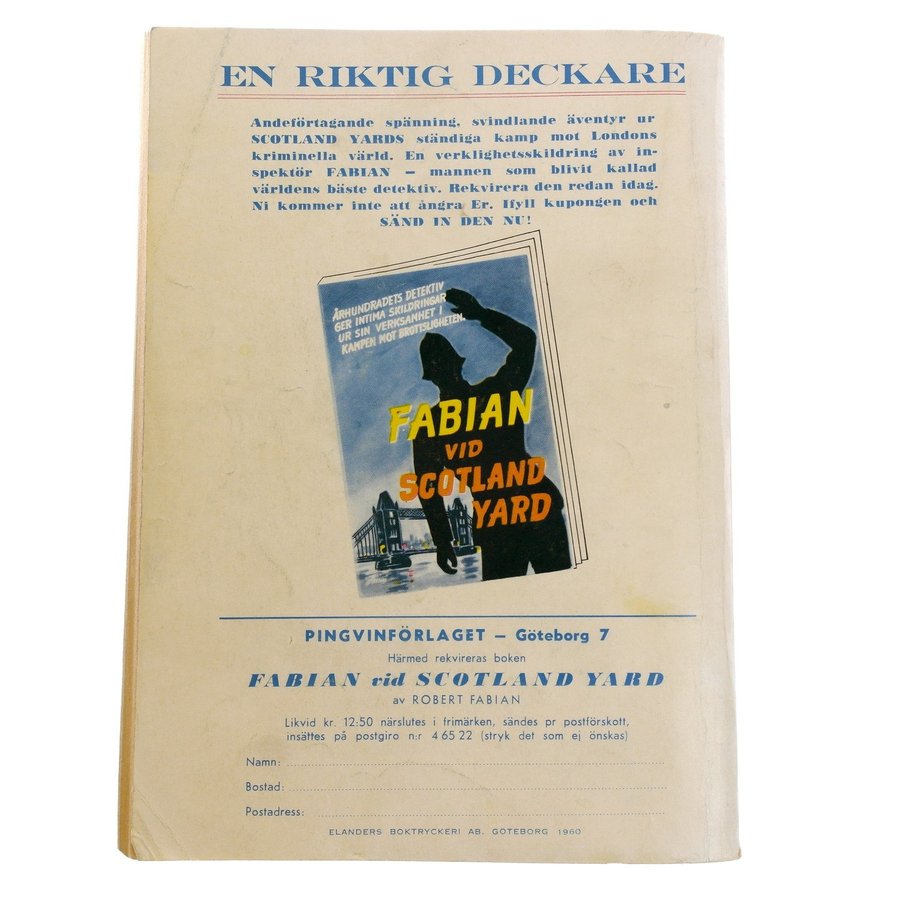 EN RIKTIG DECKARE
Andeförtagande spänning, svindlande äventyr ur
SCOTLAND YARDS ständiga kamp mot Londons
kriminella värld. En verklighetsskildring av in-
spektör FABIAN — mannen som blivit kallad
världens bäste detektiv. Rekvirera den redan idag.
Ni kommer inte att ångra Er. Ifyll kupongen och
SÄND IN DEN NU!
ÅRHUNDRADETS DETEKTIV
GER INTIMA SKILDRINGAR
UR SIN VERKSAMHET I
KAMPEN MOT BROTTSLIGHETEN.
FABIAN
VID
SCOTLAND
YARD
PINGVINFÖRLAGET — Göteborg 7
Härmed rekvireras boken
FABIAN vid SCOTLAND YARD
av ROBERT FABIAN
Likvid kr. 12:50 närslutes i frimärken, sändes pr postförskott,
insättes på postgiro n:r 4 65 22 (stryk det som ej önskas)
Namn:
Bostad:
Postadress:
ELANDERS BOKTRYCKERI AB. GÖTEBORG 1960